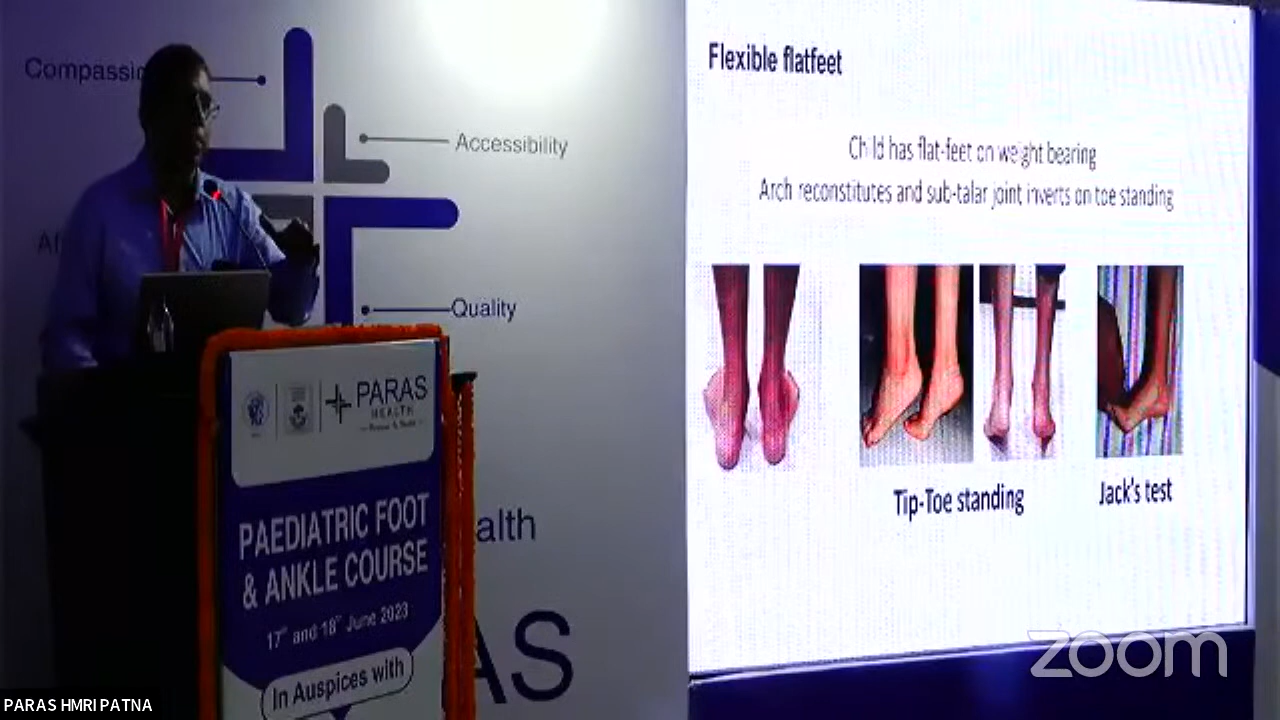 Compassio
Accessibility
Quality
alth
AS
PARAS
HEALTH
PAEDIATRIC FOOT
& ANKLE COURSE
17th and 18th June 2023
In Auspices with
Flexible flatfeet
Child has flat-feet on weight bearing
Arch reconstitutes and sub-talar joint inverts on toe standing
Tip-Toe standing
Jack's test
zoom
PARAS HMRI PATNA